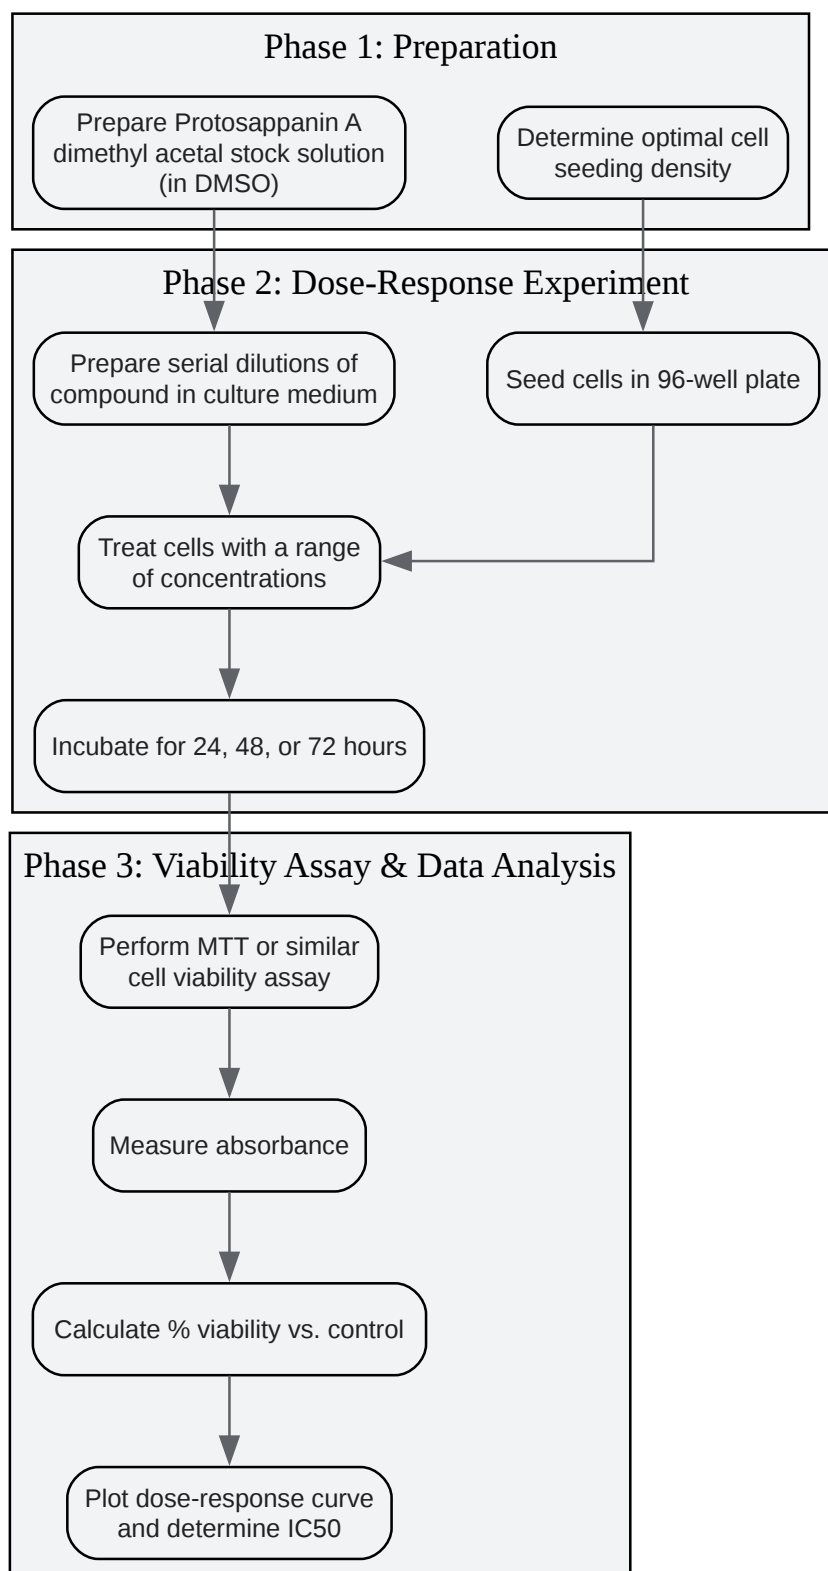 Phase 1: Preparation
Prepare Protosappanin A
dimethyl acetal stock solution
(in DMSO)
Determine optimal cell
seeding density
Phase 2: Dose-Response Experiment
Prepare serial dilutions of
compound in culture medium
Seed cells in 96-well plate
Treat cells with a range
of concentrations
Incubate for 24, 48, or 72 hours
Phase 3: Viability Assay & Data Analysis
Perform MTT or similar
cell viability assay
Measure absorbance
Calculate % viability vs. control
Plot dose-response curve
and determine IC50